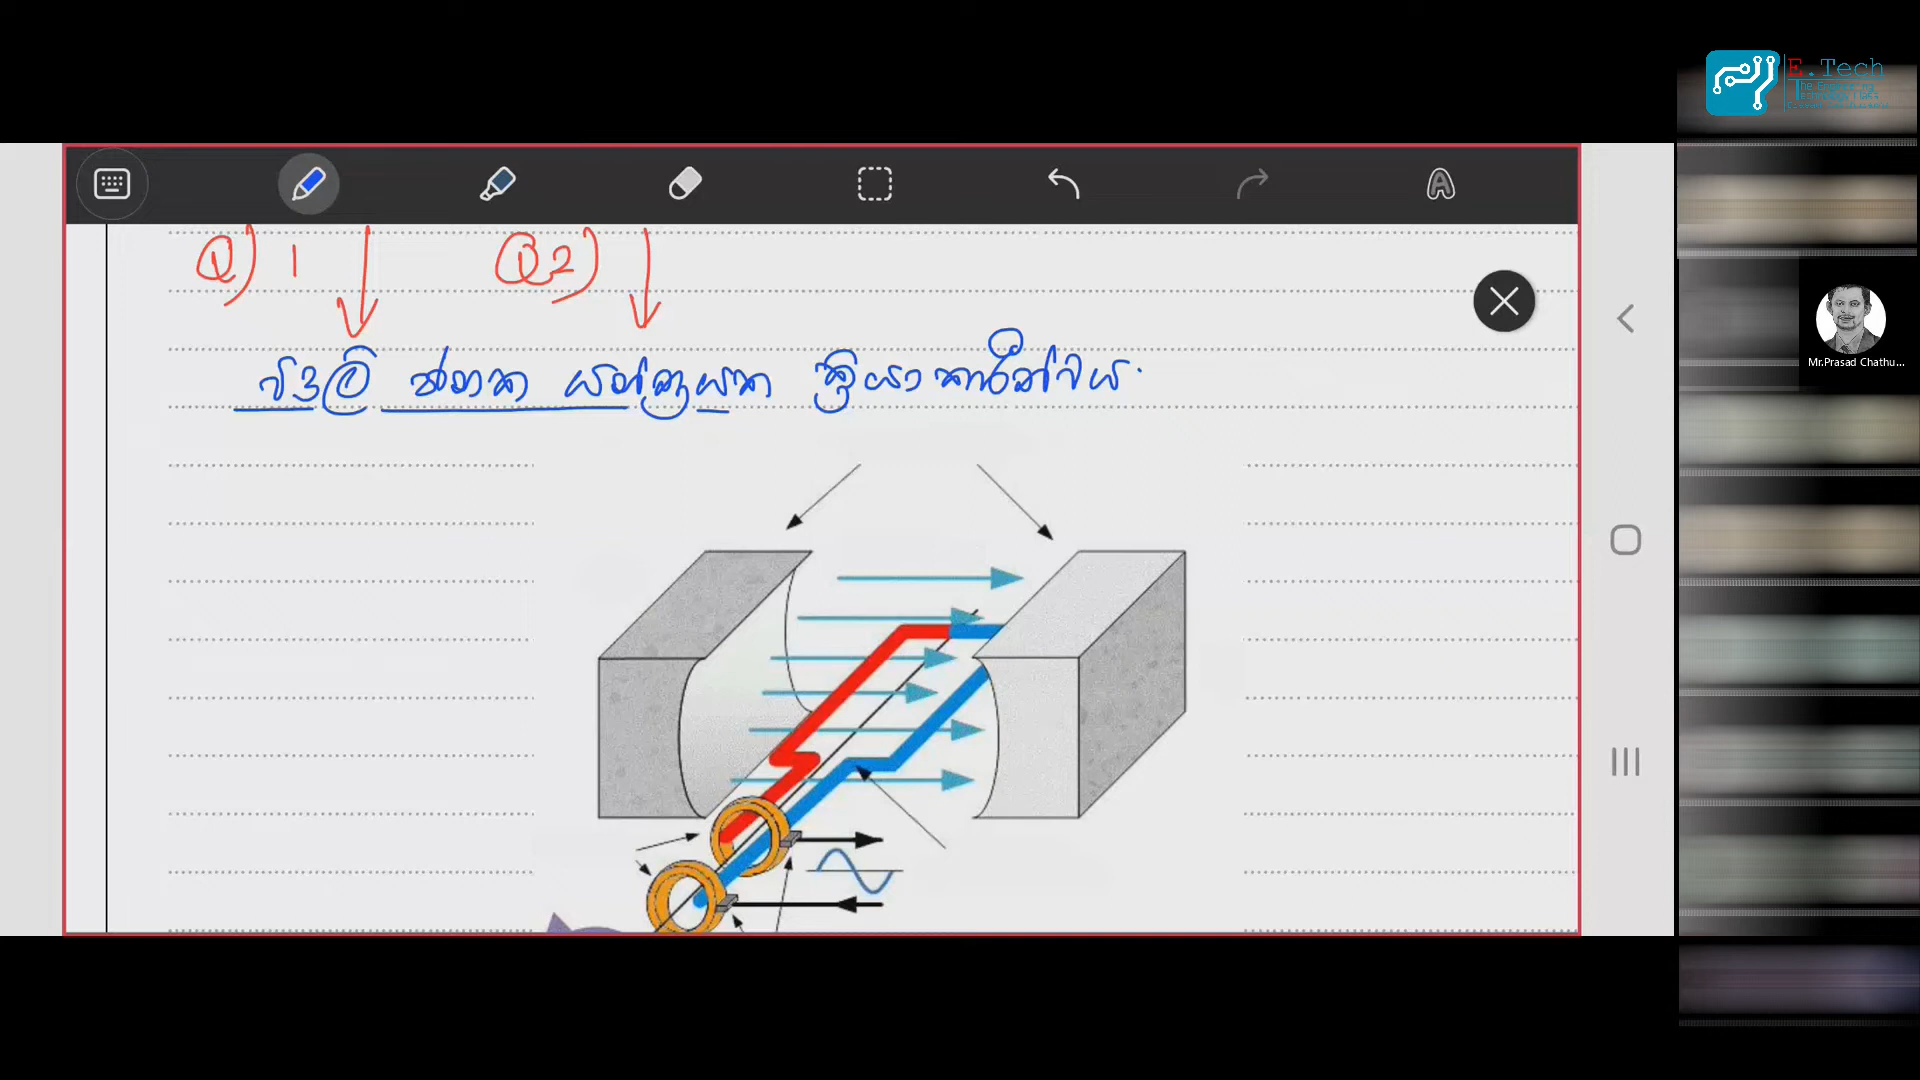 E.Tech
Q) 1 Q2)
විදුලි ජනක යන්ත්‍රයක ක්‍රියාකාරීත්වය.
Mr.Prasad Chathu...